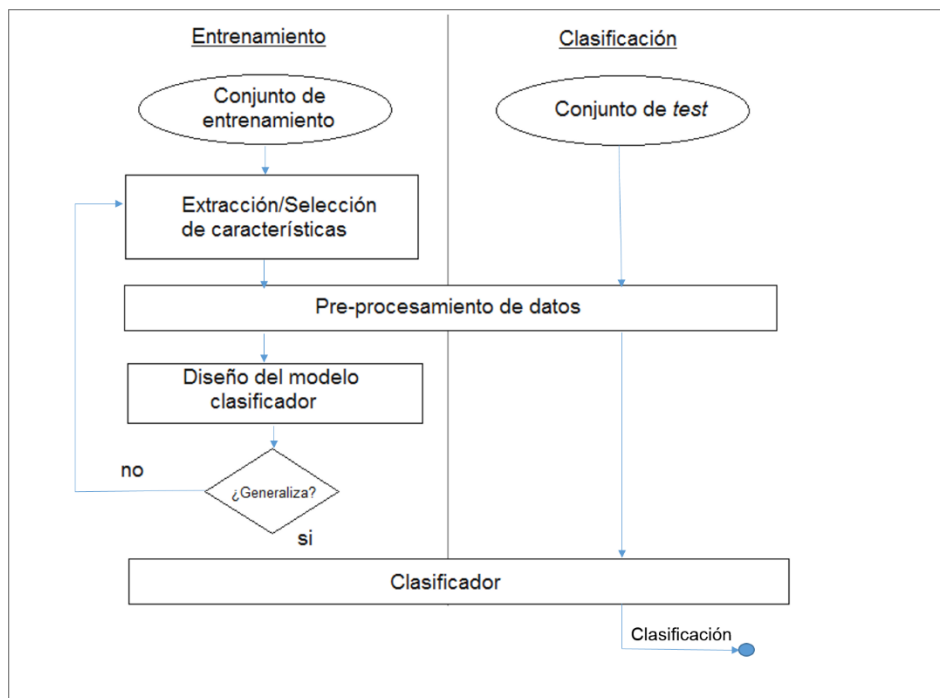 Entrenamiento
Clasificación
Conjunto de
entrenamiento
Conjunto de test
Extracción/Selección
de características
Pre-procesamiento de datos
Diseño del modelo
clasificador
no
¿Generaliza?
si
Clasificador
Clasificación